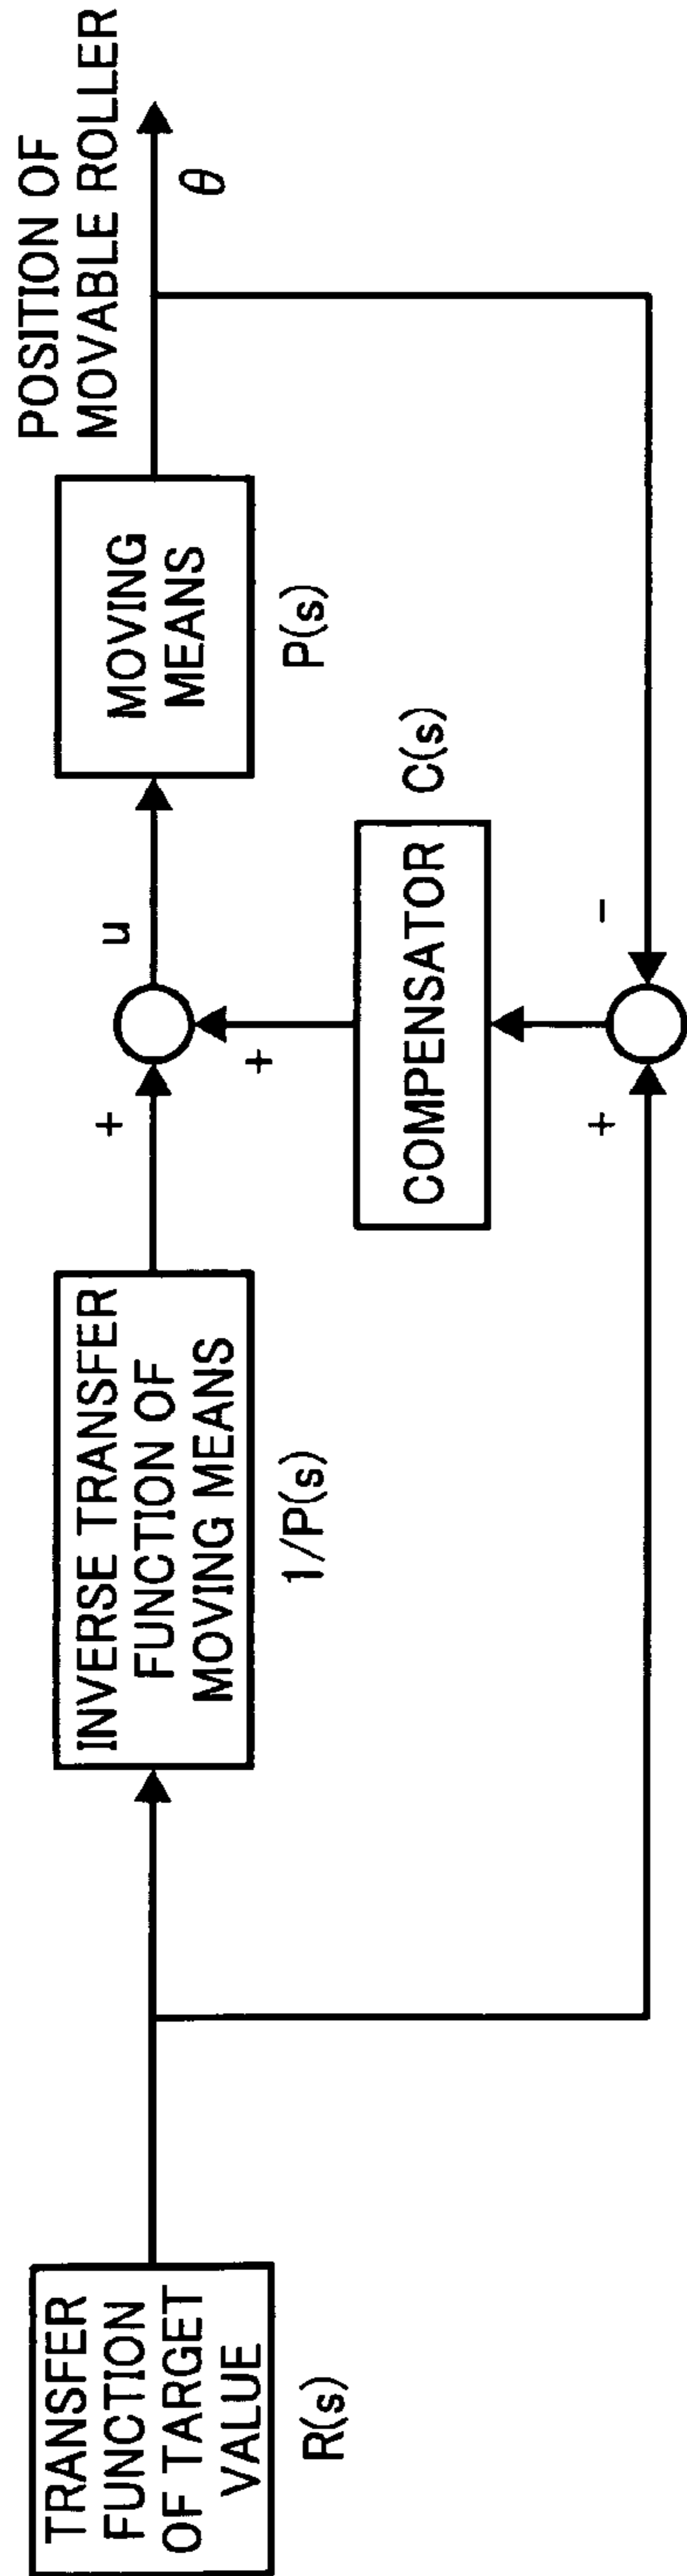 TRANSFER
FUNCTION
OF TARGET
VALUE
R(s)
INVERSE TRANSFER
FUNCTION OF
MOVING MEANS
1/P(s)
+
+
u
COMPENSATOR
C(s)
+
-
MOVING
MEANS
P(s)
POSITION OF
MOVABLE ROLLER
θ